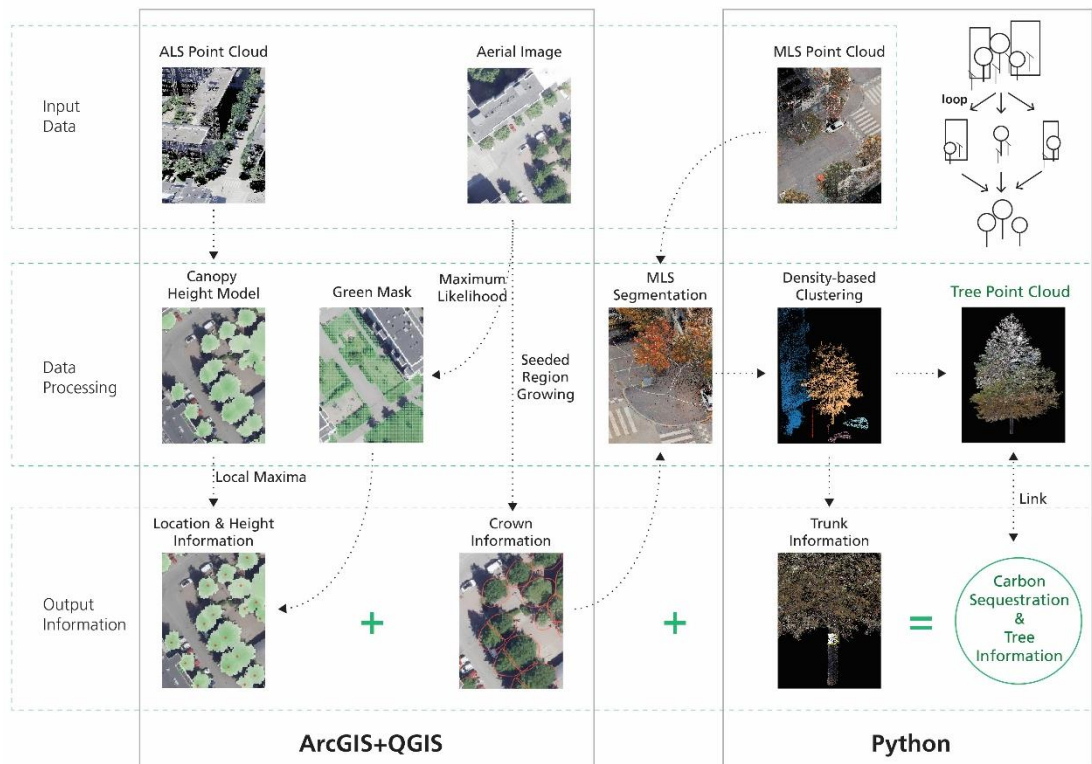 ALS Point Cloud
Aerial Image
MLS Point Cloud
Input
Data
loop
Canopy
Height Model
Green Mask
Maximum
Likelihood
MLS
Segmentation
Density-based
Clustering
Tree Point Cloud
Data
Processing
Seeded
Region
Growing
Local Maxima
Link
Location & Height
Information
Crown
Information
Trunk
Information
Output
Information
+
+
=
Carbon
Sequestration
&
Tree
Information
ArcGIS+QGIS
Python